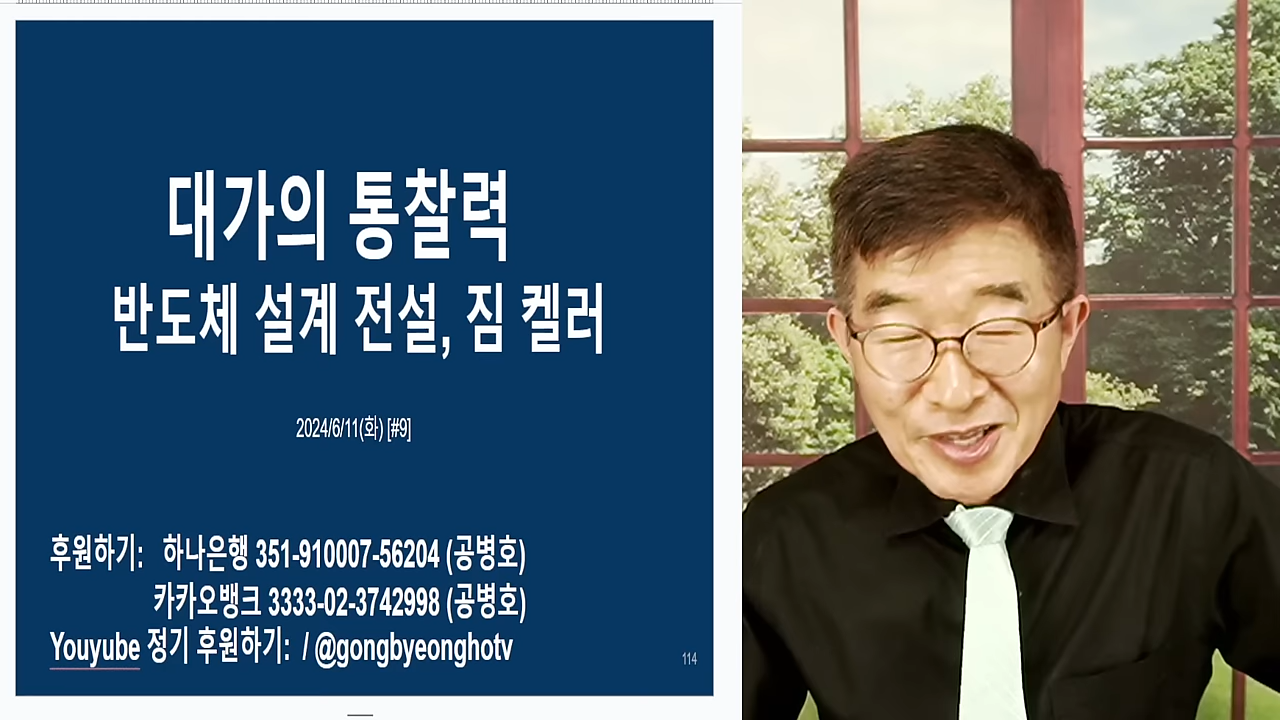 대가의 통찰력
반도체 설계 전설, 짐 켈러
2024/6/11(화) [#9]
후원하기: 하나은행 351-910007-56204 (공병호)
카카오뱅크 3333-02-3742998 (공병호)
Youyube 정기 후원하기: / @gongbyeonghotv
114